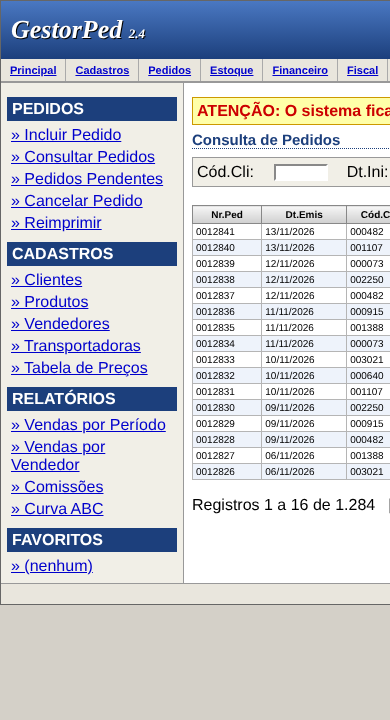 GestorPed 2.4
Principal Cadastros Pedidos Estoque Financeiro Fiscal
PEDIDOS
» Incluir Pedido
» Consultar Pedidos
» Pedidos Pendentes
» Cancelar Pedido
» Reimprimir
CADASTROS
» Clientes
» Produtos
» Vendedores
» Transportadoras
» Tabela de Preços
RELATÓRIOS
» Vendas por Período
» Vendas por
Vendedor
» Comissões
» Curva ABC
FAVORITOS
» (nenhum)
ATENÇÃO: O sistema fica
Consulta de Pedidos
Cód.Cli: Dt.Ini:
Nr.Ped Dt.Emis Cód.C
0012841 13/11/2026 000482
0012840 13/11/2026 001107
0012839 12/11/2026 000073
0012838 12/11/2026 002250
0012837 12/11/2026 000482
0012836 11/11/2026 000915
0012835 11/11/2026 001388
0012834 11/11/2026 000073
0012833 10/11/2026 003021
0012832 10/11/2026 000640
0012831 10/11/2026 001107
0012830 09/11/2026 002250
0012829 09/11/2026 000915
0012828 09/11/2026 000482
0012827 06/11/2026 001388
0012826 06/11/2026 003021
Registros 1 a 16 de 1.284